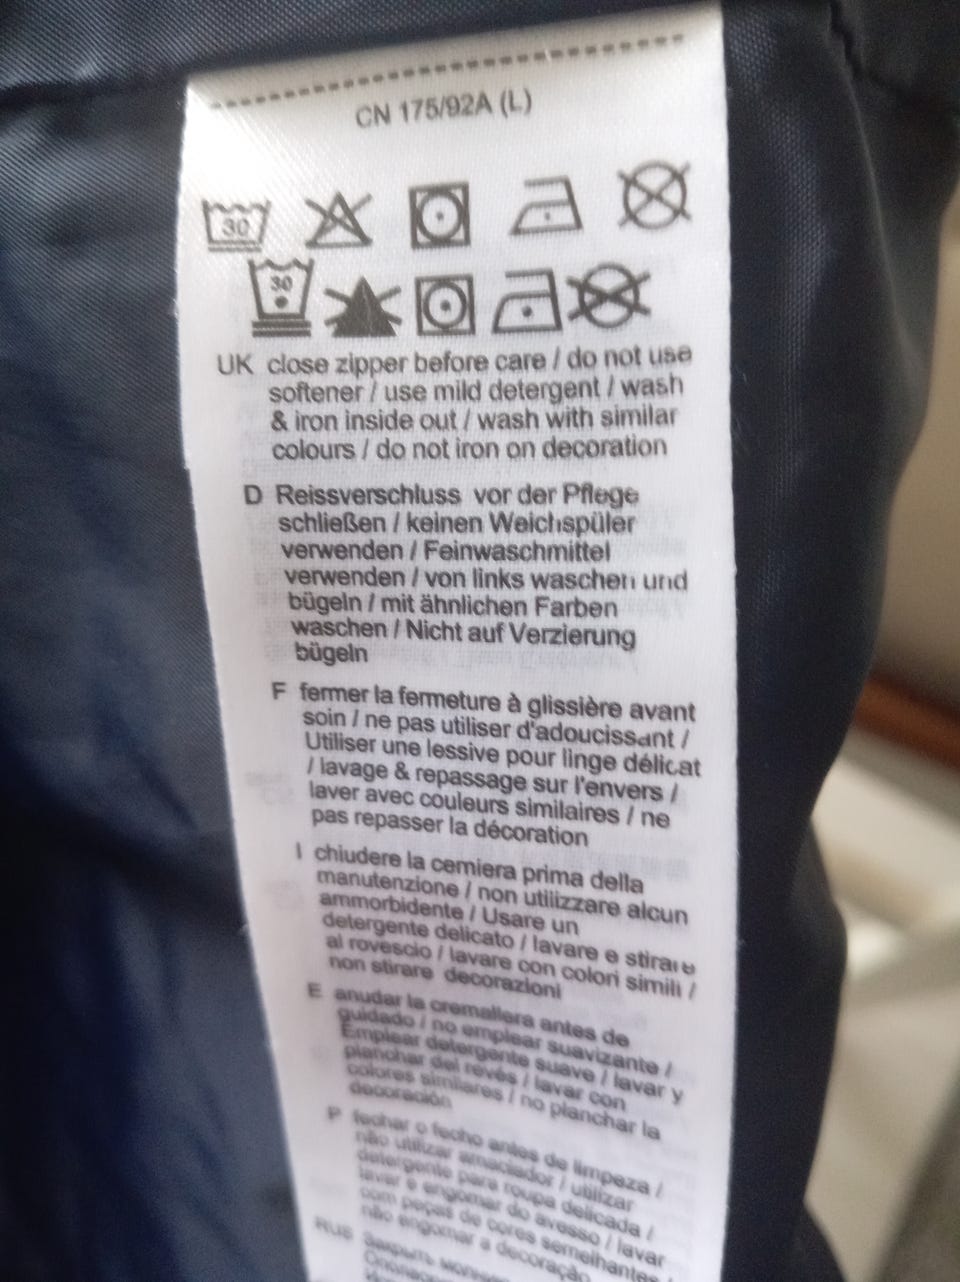 CN 175/92A (L)
30
30
UK close zipper before care / do not use
softener / use mild detergent / wash
& iron inside out / wash with similar
colours / do not iron on decoration
D Reissverschluss vor der Pflege
schließen / keinen Weichspüler
verwenden / Feinwaschmittel
verwenden / von links waschen und
bügeln / mit ähnlichen Farben
waschen / Nicht auf Verzierung
bügeln
F fermer la fermeture à glissière avant
soin / ne pas utiliser d'adoucissant /
Utiliser une lessive pour linge délicat
/ lavage & repassage sur l'envers /
laver avec couleurs similaires / ne
pas repasser la décoration
I chiudere la cerniera prima della
manutenzione / non utilizzare alcun
ammorbidente / Usare un
detergente delicato / lavare e stirare
al rovescio / lavare con colori simili /
non stirare decorazioni
E anudar la cremallera antes de
guidado / no emplear suavizante /
Emplear detergente suave / lavar y
planchar del revés / lavar con
colores similares / no planchar la
decoración
P fechar o fecho antes de limpeza /
não utilizar amaciador / utilizar
detergente para roupa delicada /
lavar e engomar do avesso / lavar
com peças de cores semelhantes /
não engomar a decoração
RUS Закрыть